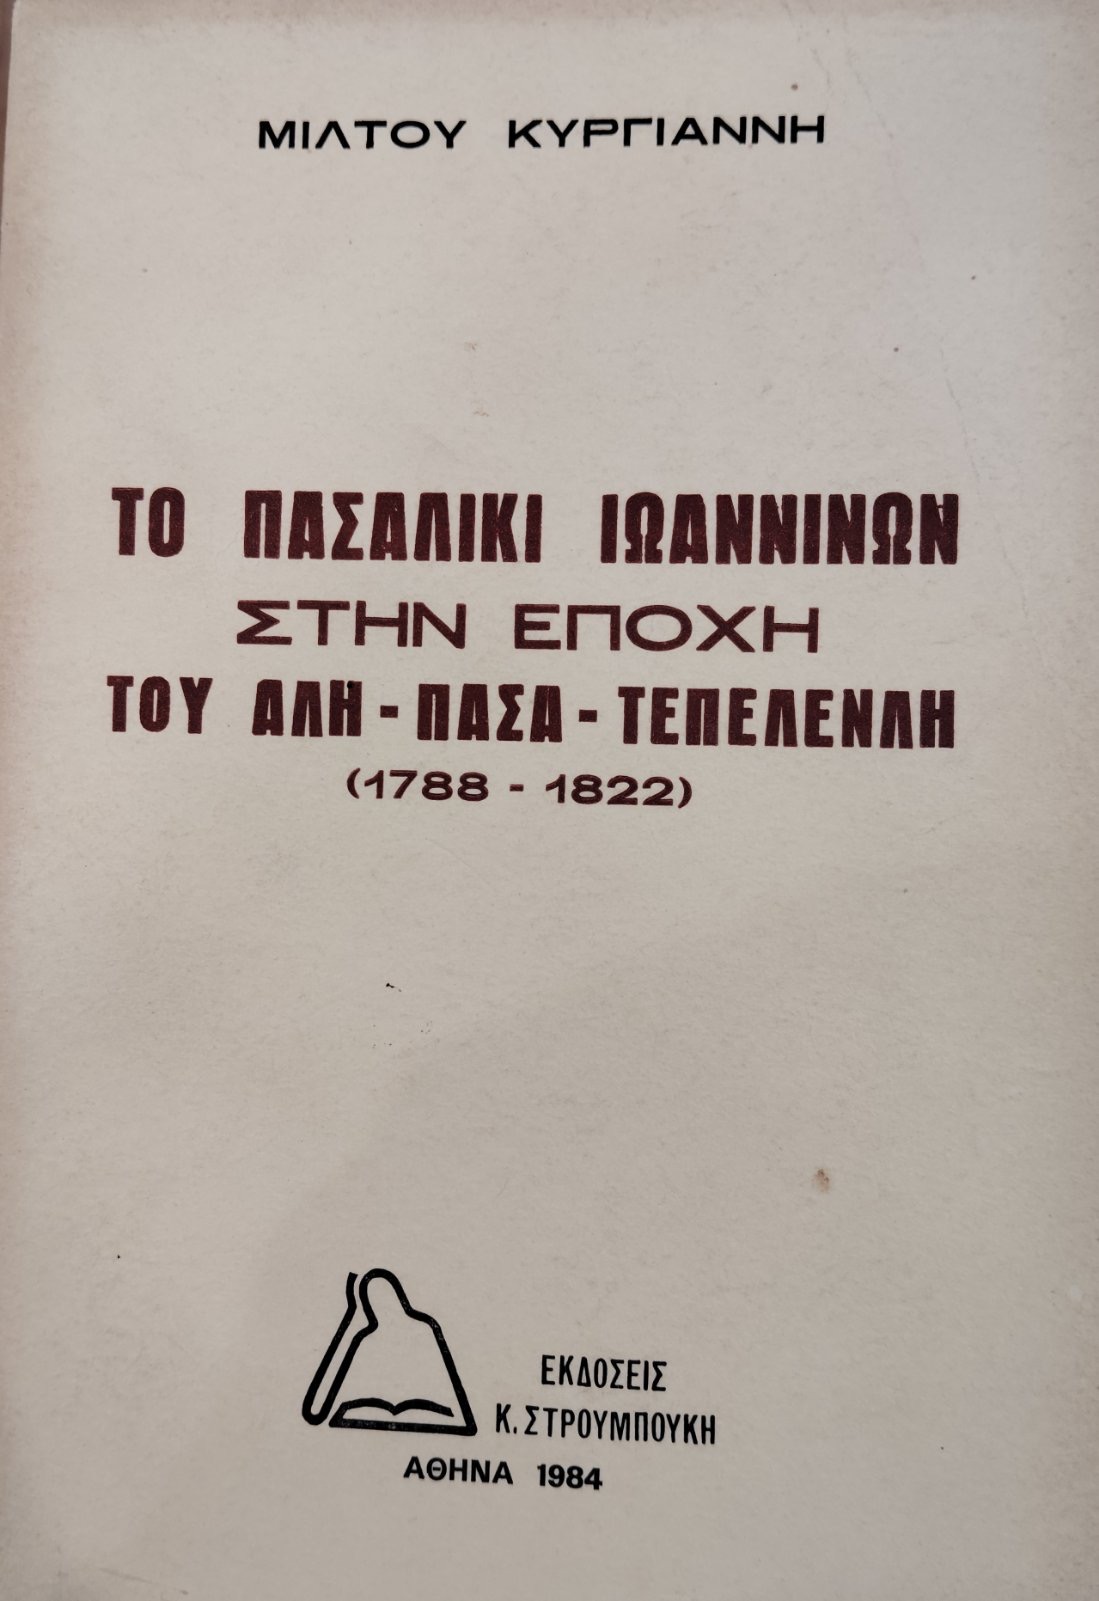 ΜΙΛΤΟΥ ΚΥΡΓΙΑΝΝΗ
ΤΟ ΠΑΣΑΛΙΚΙ ΙΩΑΝΝΙΝΩΝ
ΣΤΗΝ ΕΠΟΧΗ
ΤΟΥ ΑΛΗ - ΠΑΣΑ - ΤΕΠΕΛΕΝΛΗ
(1788 - 1822)
ΕΚΔΟΣΕΙΣ
Κ. ΣΤΡΟΥΜΠΟΥΚΗ
ΑΘΗΝΑ 1984